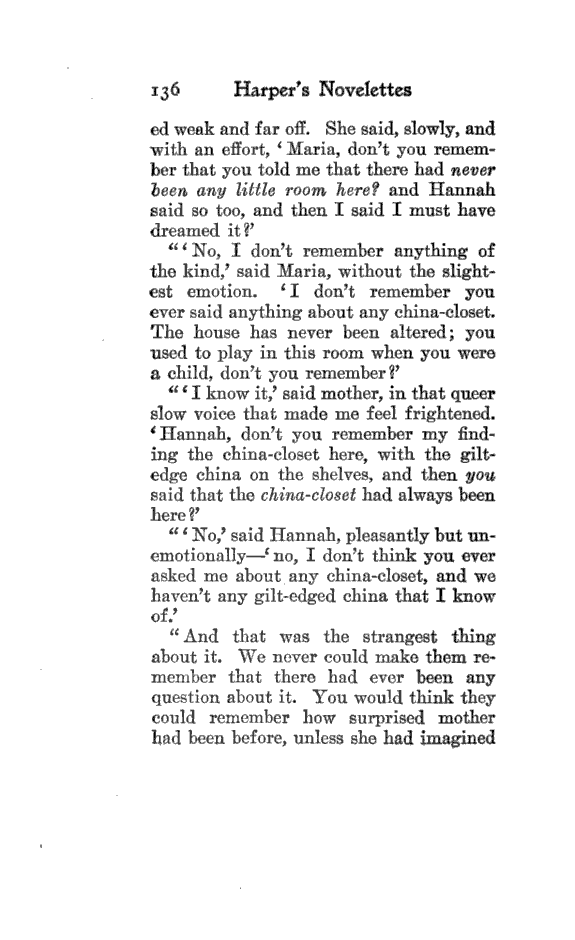 136 Harper's Novelettes
ed weak and far off. She said, slowly, and
with an effort, ‘Maria, don't you remem-
ber that you told me that there had never
been any little room here? and Hannah
said so too, and then I said I must have
dreamed it?’
“‘No, I don't remember anything of
the kind,’ said Maria, without the slight-
est emotion. ‘I don't remember you
ever said anything about any china-closet.
The house has never been altered; you
used to play in this room when you were
a child, don't you remember?’
“‘I know it,’ said mother, in that queer
slow voice that made me feel frightened.
‘Hannah, don't you remember my find-
ing the china-closet here, with the gilt-
edge china on the shelves, and then you
said that the china-closet had always been
here?’
“‘No,’ said Hannah, pleasantly but un-
emotionally—‘no, I don't think you ever
asked me about any china-closet, and we
haven't any gilt-edged china that I know
of.’
“And that was the strangest thing
about it. We never could make them re-
member that there had ever been any
question about it. You would think they
could remember how surprised mother
had been before, unless she had imagined